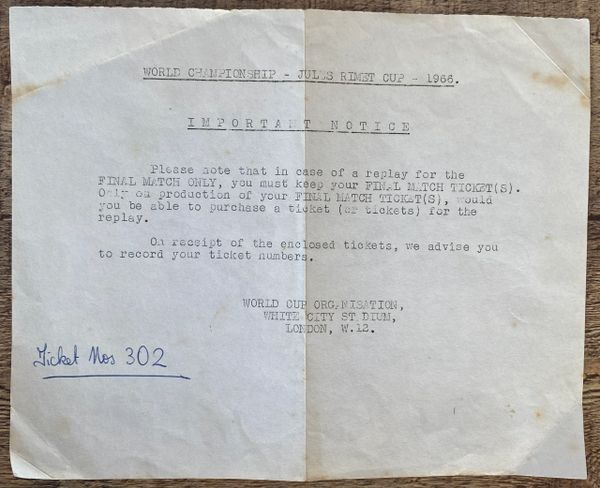 WORLD CHAMPIONSHIP - JULES RIMET CUP - 1966.
IMPORTANT NOTICE
Please note that in case of a replay for the
FINAL MATCH ONLY, you must keep your FINAL MATCH TICKET(S).
Only on production of your FINAL MATCH TICKET(S), would
you be able to purchase a ticket (or tickets) for the
replay.
On receipt of the enclosed tickets, we advise you
to record your ticket numbers.
WORLD CUP ORGANISATION,
WHITE CITY STADIUM,
LONDON, W.12.
Ticket Nos 302